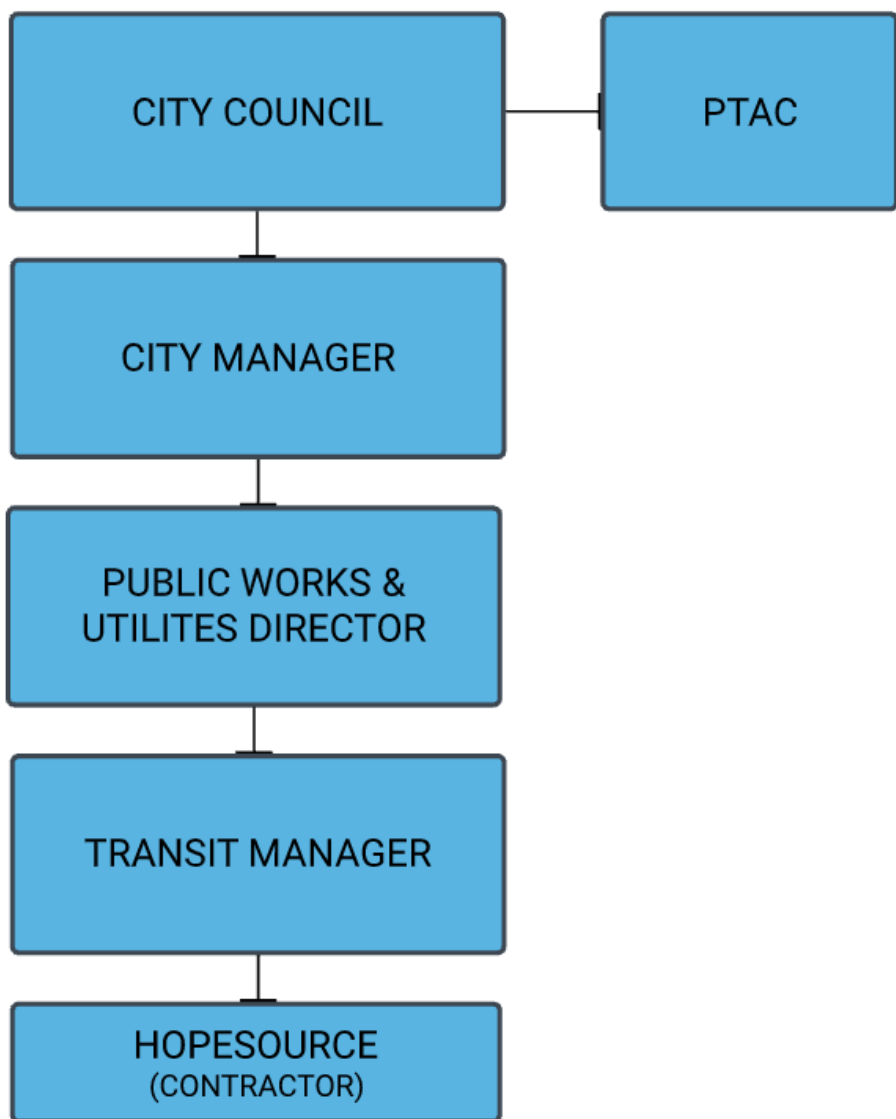 CITY COUNCIL
PTAC
CITY MANAGER
PUBLIC WORKS &
UTILITES DIRECTOR
TRANSIT MANAGER
HOPESOURCE
(CONTRACTOR)